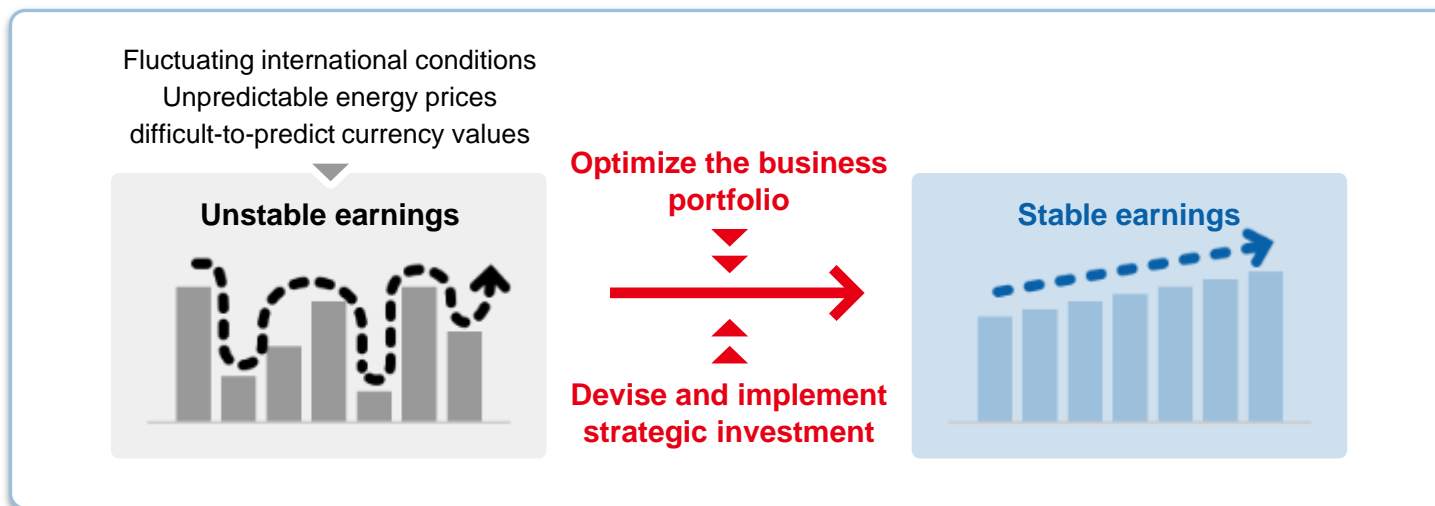 Fluctuating international conditions
Unpredictable energy prices
difficult-to-predict currency values
Unstable earnings
Optimize the business
portfolio
Devise and implement
strategic investment
Stable earnings